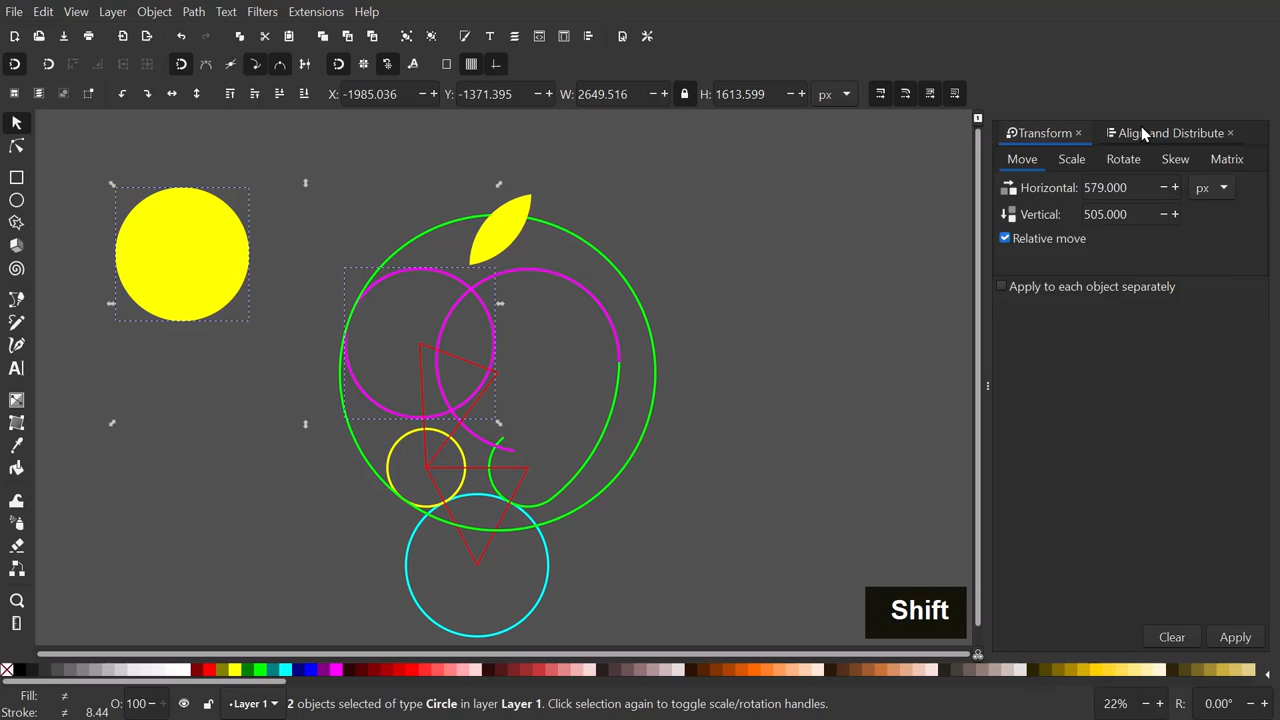 File Edit View Layer Object Path Text Filters Extensions Help
X: -1985.036 Y: -1371.395 W: 2649.516 H: 1613.599 px
Transform Align and Distribute
Move Scale Rotate Skew Matrix
Horizontal: 579.000 px
Vertical: 505.000
Relative move
Apply to each object separately
Shift
Clear Apply
Fill: O: 100 Layer 1 2 objects selected of type Circle in layer Layer 1. Click selection again to toggle scale/rotation handles. 22% R: 0.00°
Stroke: 8.44